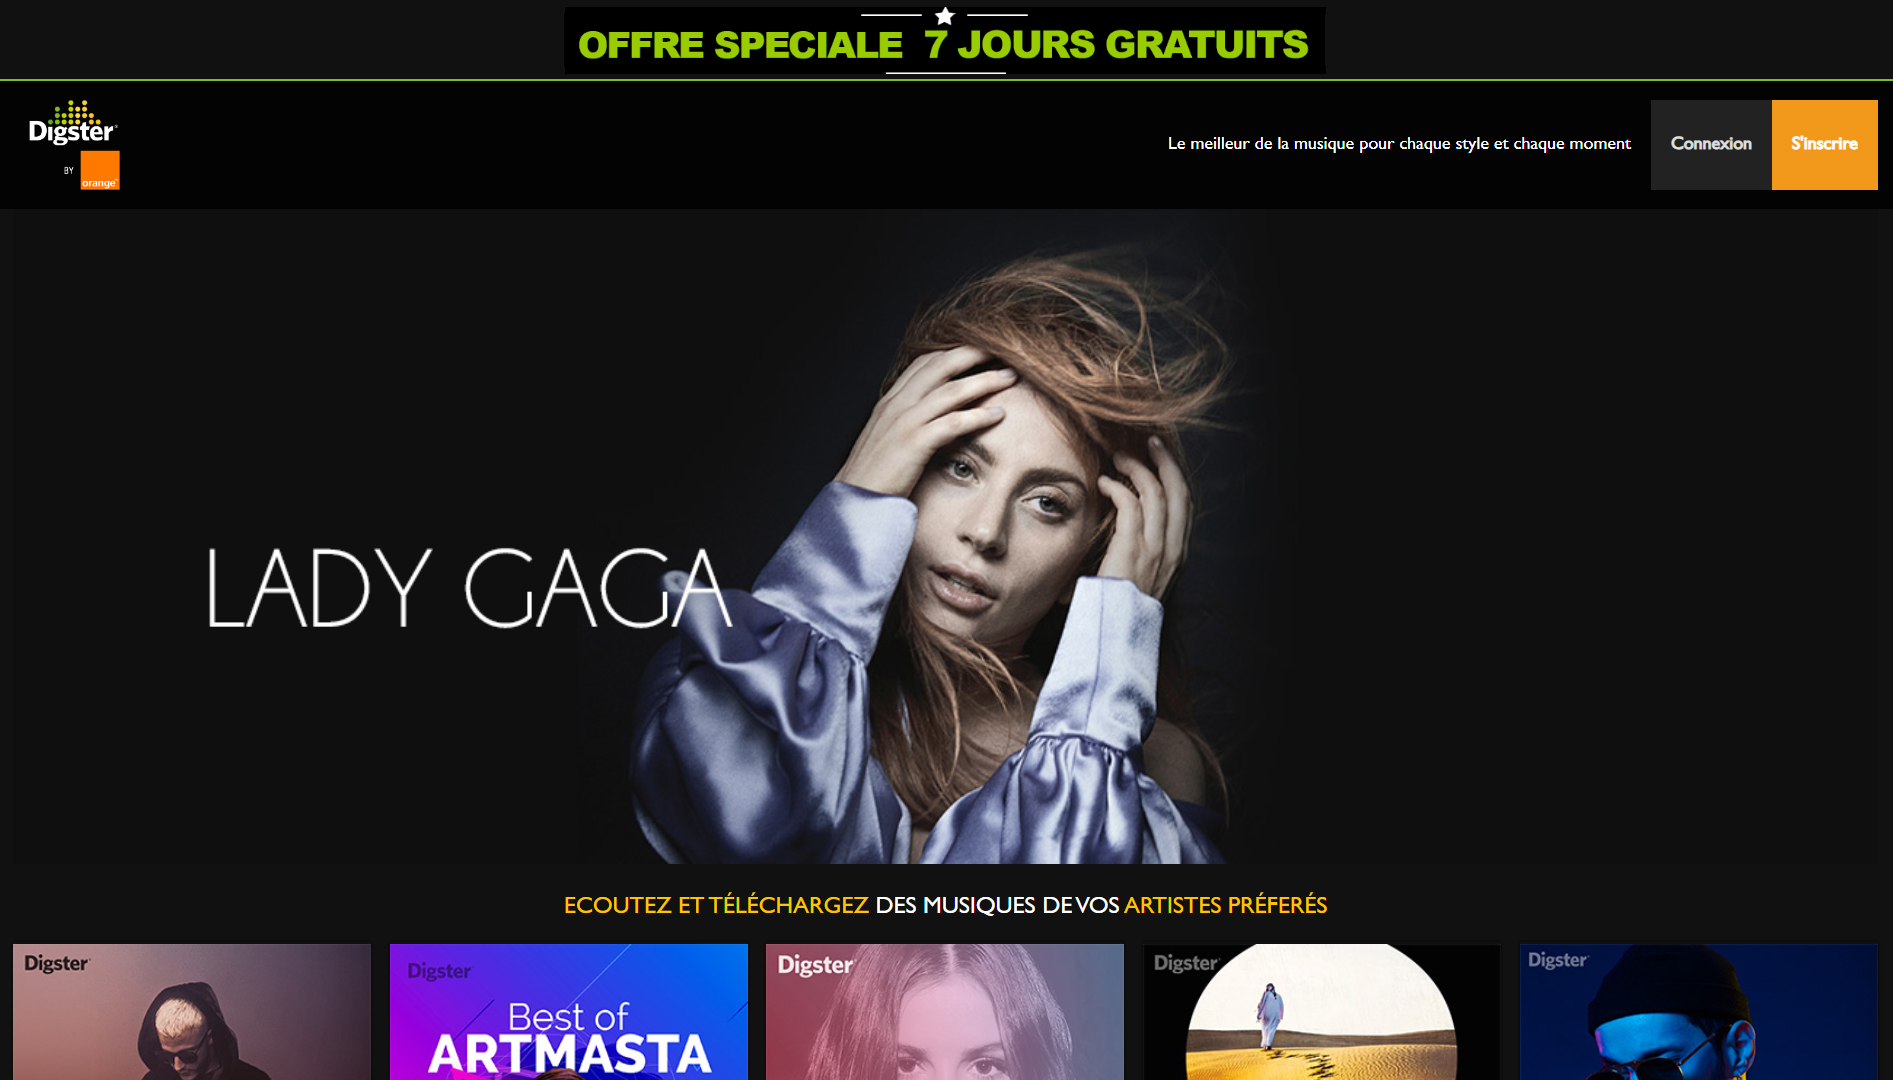 OFFRE SPECIALE 7 JOURS GRATUITS
Digster
BY orange
Le meilleur de la musique pour chaque style et chaque moment
Connexion
S'inscrire
LADY GAGA
ECOUTEZ ET TÉLÉCHARGEZ DES MUSIQUES DE VOS ARTISTES PRÉFERÉS
Digster
Digster
Best of
ARTMASTA
Digster
Digster
Digster